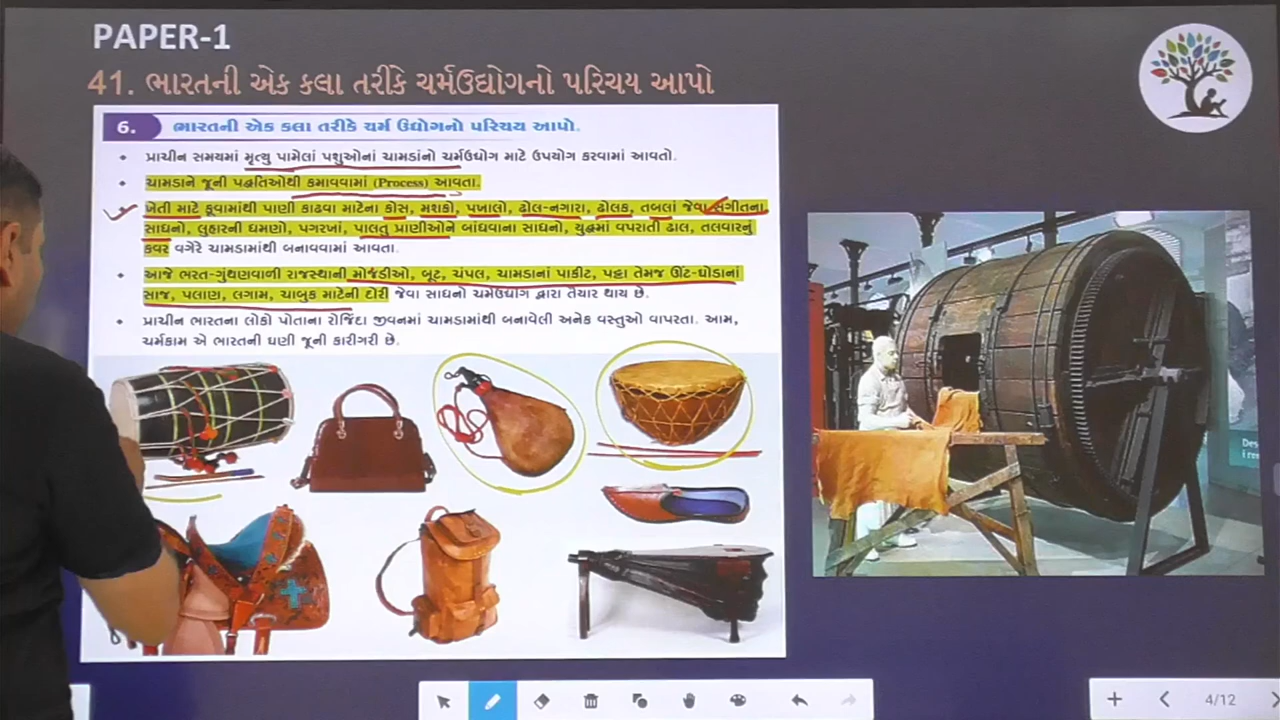 PAPER-1
41. ભારતની એક કલા તરીકે ચર્મઉદ્યોગનો પરિચય આપો
6. ભારતની એક કલા તરીકે ચર્મ ઉદ્યોગનો પરિચય આપો.
• પ્રાચીન સમયમાં મૃત્યુ પામેલાં પશુઓનાં ચામડાંનો ચર્મઉદ્યોગ માટે ઉપયોગ કરવામાં આવતો.
• ચામડાને જૂની પદ્ધતિઓથી કમાવવામાં (Process) આવતા.
• ખેતી માટે કૂવામાંથી પાણી કાઢવા માટેના કોસ, મશકો, પખાલો, ઢોલ-નગારા, ઢોલક, તબલાં જેવા સંગીતના
સાધનો, લુહારની ધમણો, પગરખાં, પાલતુ પ્રાણીઓને બાંધવાના સાધનો, યુદ્ધમાં વપરાતી ઢાલ, તલવારનું
કવર વગેરે ચામડામાંથી બનાવવામાં આવતા.
• આજે ભરત-ગુંથણવાળી રાજસ્થાની મોજડીઓ, બૂટ, ચંપલ, ચામડાનાં પાકીટ, પટ્ટા તેમજ ઊંટ-ઘોડાનાં
સાજ, પલાણ, લગામ, ચાબુક માટેની દોરી જેવા સાધનો ચર્મઉદ્યોગ દ્વારા તૈયાર થાય છે.
• પ્રાચીન ભારતના લોકો પોતાના રોજિંદા જીવનમાં ચામડામાંથી બનાવેલી અનેક વસ્તુઓ વાપરતા. આમ,
ચર્મકામ એ ભારતની ઘણી જૂની કારીગરી છે.
4/12